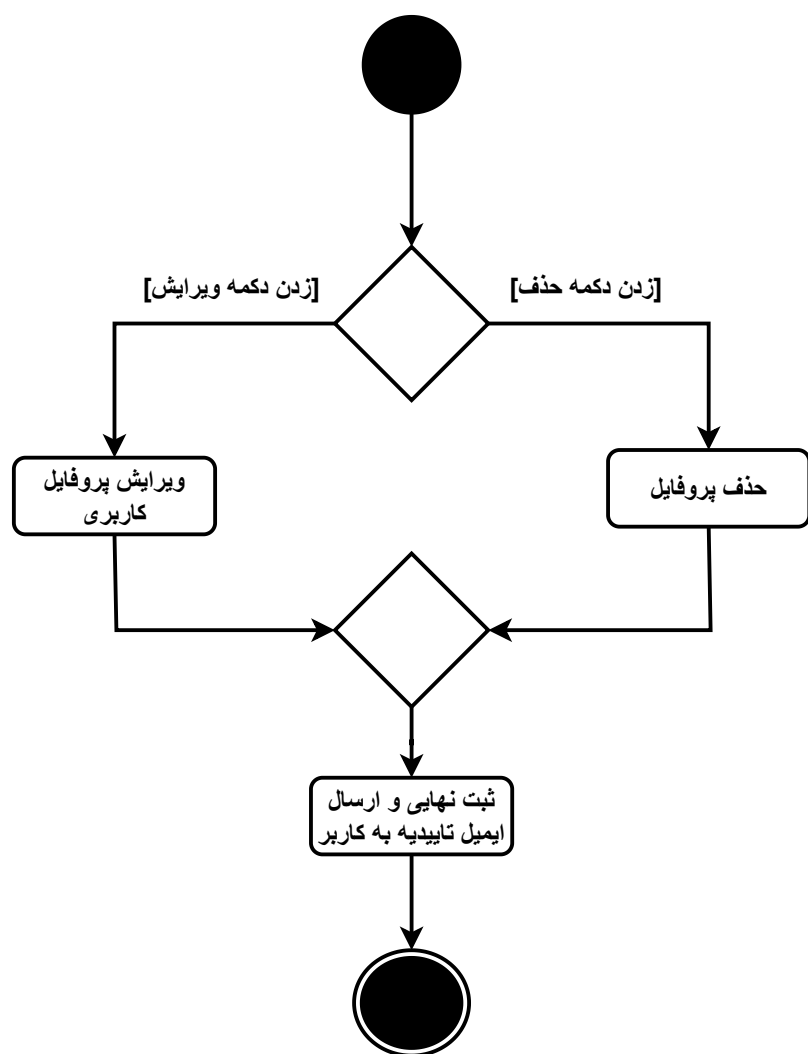 [زدن دکمه حذف]
[زدن دکمه ویرایش]
حذف پروفایل
ویرایش پروفایل
کاربری
ثبت نهایی و ارسال
ایمیل تاییدیه به کاربر